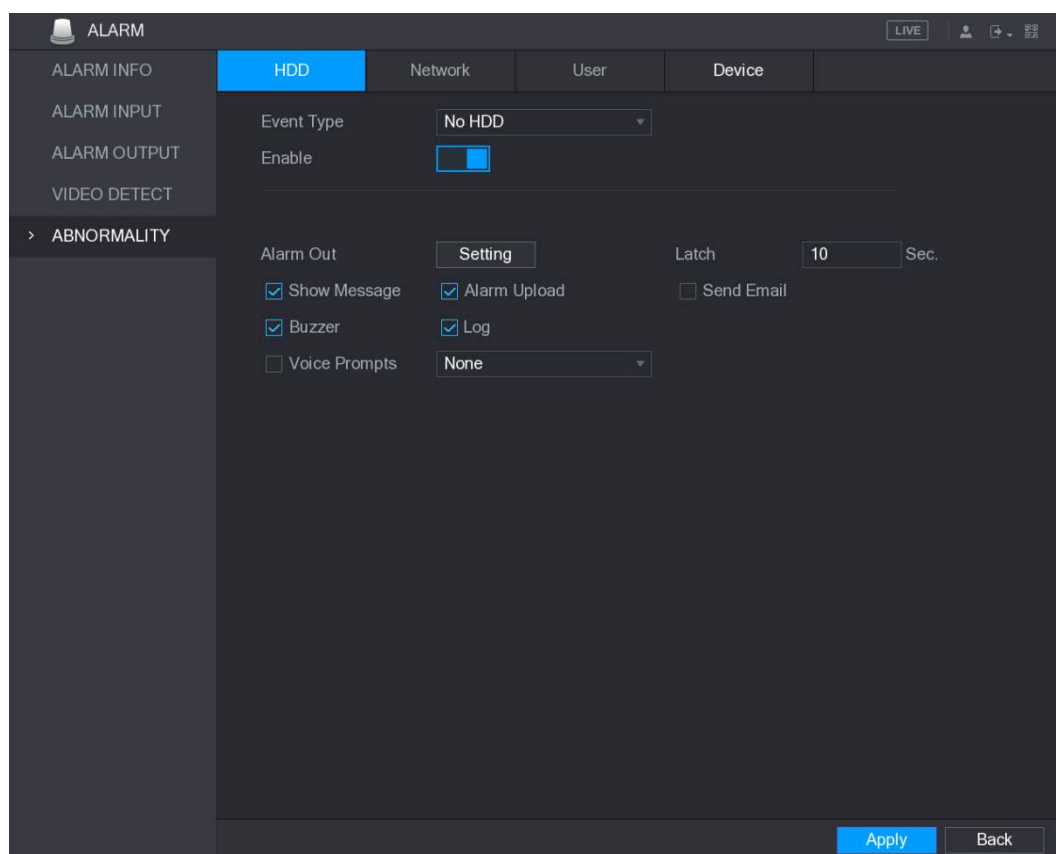 ALARM
LIVE
ALARM INFO
ALARM INPUT
ALARM OUTPUT
VIDEO DETECT
> ABNORMALITY
HDD Network User Device
Event Type No HDD
Enable
Alarm Out Setting Latch 10 Sec.
Show Message Alarm Upload Send Email
Buzzer Log
Voice Prompts None
Apply Back